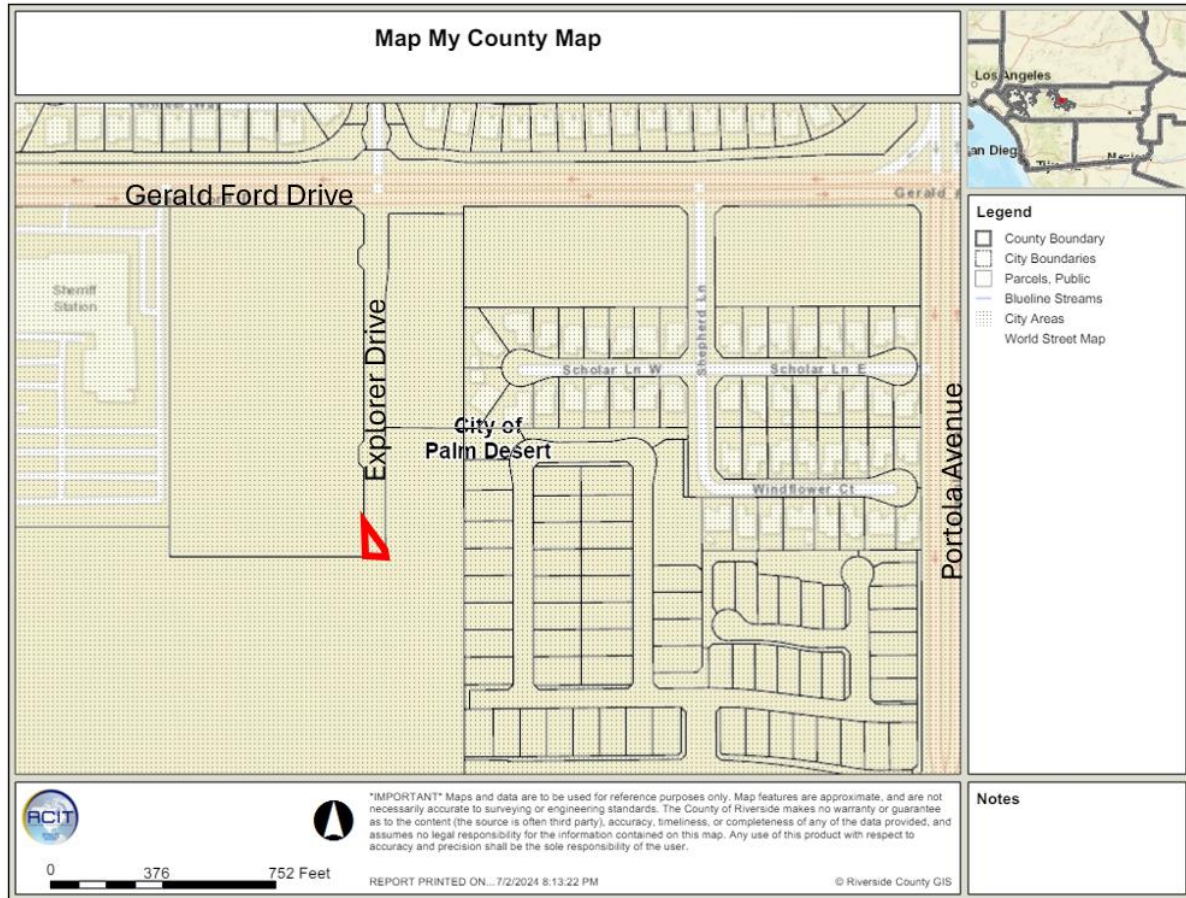 Map My County Map
Los Angeles
an Dieg
Gerald Ford Drive
Gerald
Sherriff
Station
Explorer Drive
Shepherd Ln
Scholar Ln W
Scholar Ln E
City of
Palm Desert
Windflower Ct
Portola Avenue
Legend
County Boundary
City Boundaries
Parcels, Public
Blueline Streams
City Areas
World Street Map
RCIT
0 376 752 Feet
*IMPORTANT* Maps and data are to be used for reference purposes only. Map features are approximate, and are not
necessarily accurate to surveying or engineering standards. The County of Riverside makes no warranty or guarantee
as to the content (the source is often third party), accuracy, timeliness, or completeness of any of the data provided, and
assumes no legal responsibility for the information contained on this map. Any use of this product with respect to
accuracy and precision shall be the sole responsibility of the user.
REPORT PRINTED ON... 7/2/2024 8:13:22 PM
© Riverside County GIS
Notes